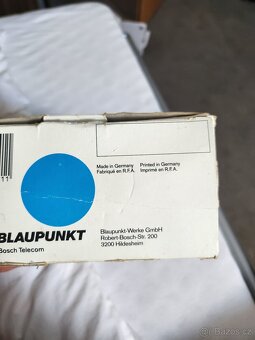 Made in Germany
Fabriqué en R.F.A.
Printed in Germany
Imprimé en R.F.A.
11
BLAUPUNKT
Bosch Telecom
Blaupunkt-Werke GmbH
Robert-Bosch-Str. 200
3200 Hildesheim